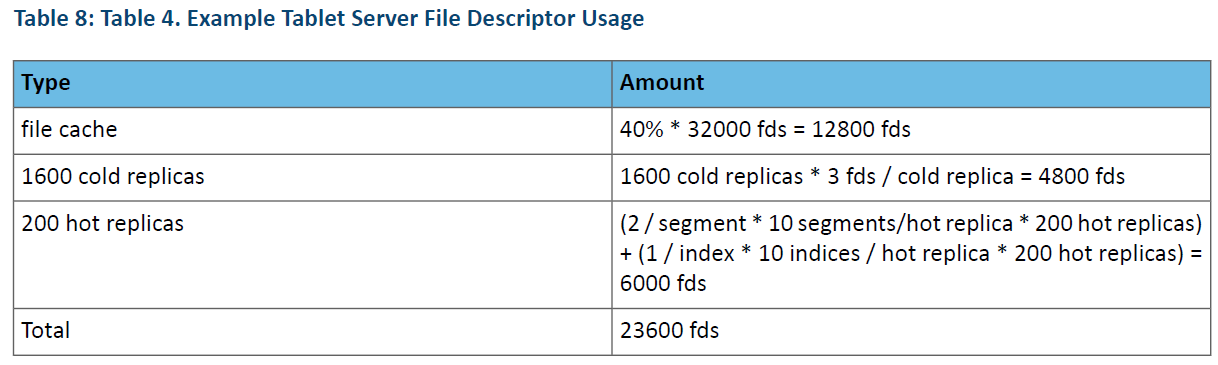 Table 8: Table 4. Example Tablet Server File Descriptor Usage
Type
Amount
file cache
40% * 32000 fds = 12800 fds
1600 cold replicas
1600 cold replicas * 3 fds / cold replica = 4800 fds
200 hot replicas
(2 / segment * 10 segments/hot replica * 200 hot replicas)
+ (1 / index * 10 indices / hot replica * 200 hot replicas) =
6000 fds
Total
23600 fds